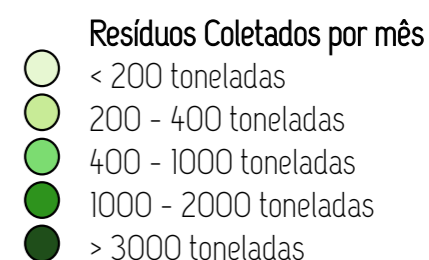 Resíduos Coletados por mês
< 200 toneladas
200 - 400 toneladas
400 - 1000 toneladas
1000 - 2000 toneladas
> 3000 toneladas